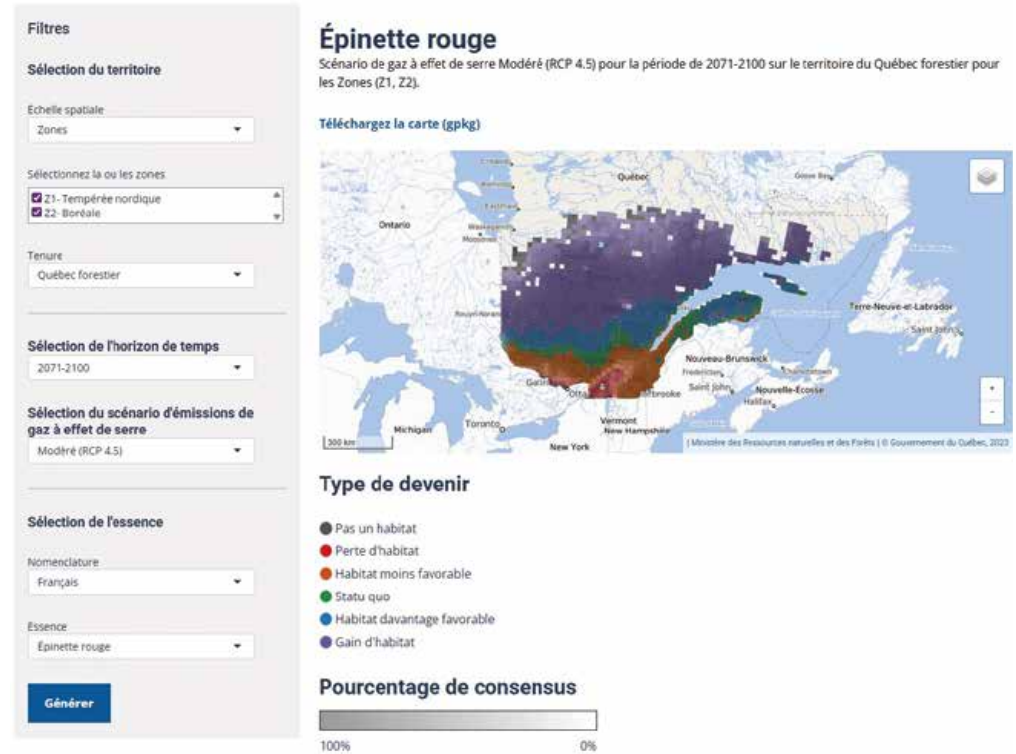 Filtres
Sélection du territoire
Échelle spatiale
Zones
Sélectionnez la ou les zones
Z1- Tempérée nordique
Z2- Boréale
Tenure
Québec forestier
Sélection de l'horizon de temps
2071-2100
Sélection du scénario d'émissions de
gaz à effet de serre
Modéré (RCP 4.5)
Sélection de l'essence
Nomenclature
Français
Essence
Épinette rouge
Générer
Épinette rouge
Scénario de gaz à effet de serre Modéré (RCP 4.5) pour la période de 2071-2100 sur le territoire du Québec forestier pour
les Zones (Z1, Z2).
Téléchargez la carte (gpkg)
Québec
Ontario
Terre-Neuve-et-Labrador
Saint John's
Nouveau-Brunswick
Fredericton
Charlottetown
Saint John
Nouvelle-Écosse
Halifax
Toronto
Michigan
Vermont
New Hampshire
New York
300 km
+
-
| Ministère des Ressources naturelles et des Forêts | © Gouvernement du Québec, 2023
Type de devenir
Pas un habitat
Perte d'habitat
Habitat moins favorable
Statu quo
Habitat davantage favorable
Gain d'habitat
Pourcentage de consensus
100% 0%